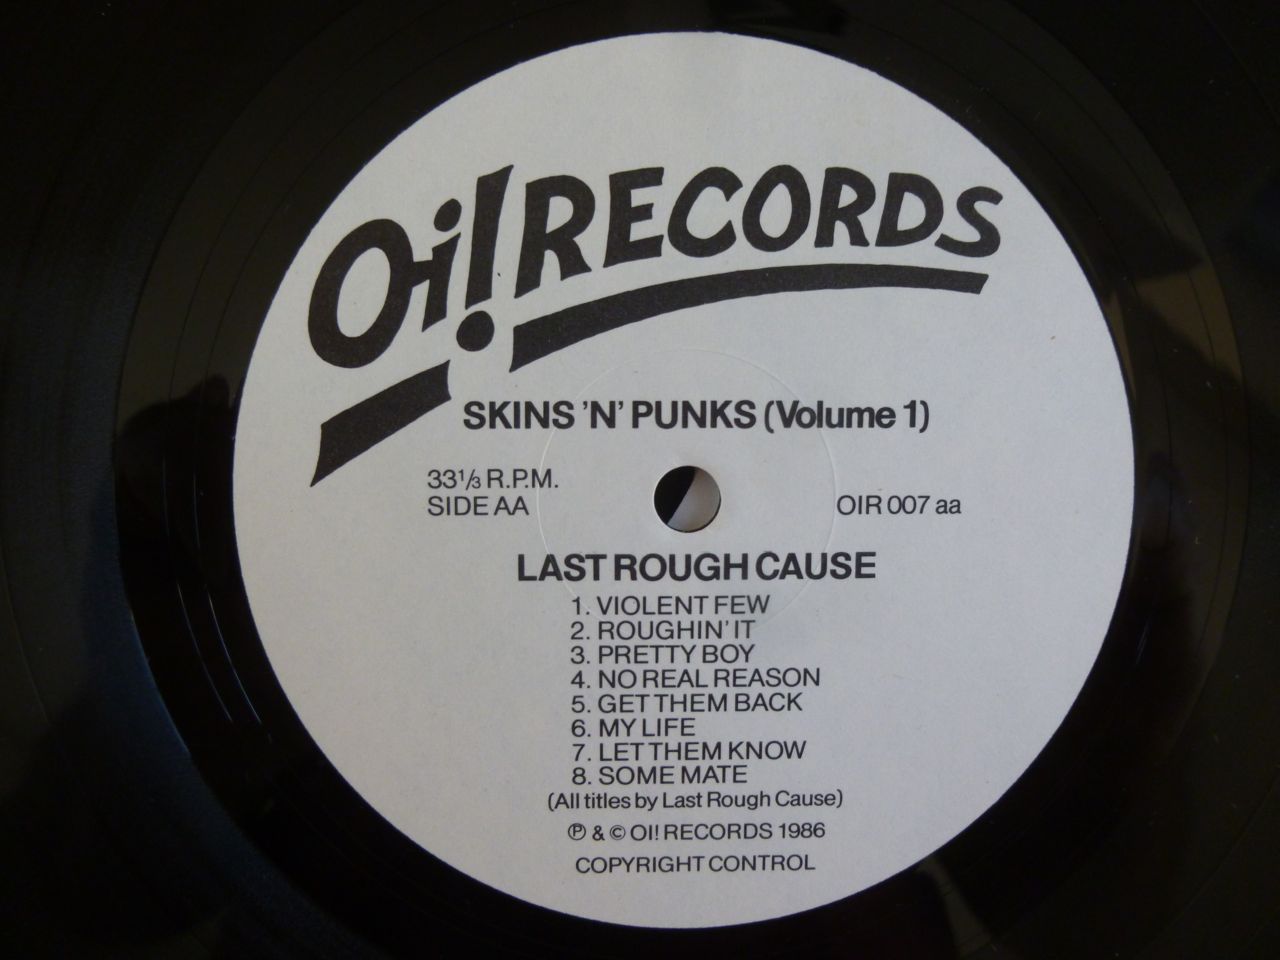 Oi! RECORDS
SKINS 'N' PUNKS (Volume 1)
33⅓ R.P.M.
SIDE AA
OIR 007 aa
LAST ROUGH CAUSE
1. VIOLENT FEW
2. ROUGHIN' IT
3. PRETTY BOY
4. NO REAL REASON
5. GET THEM BACK
6. MY LIFE
7. LET THEM KNOW
8. SOME MATE
(All titles by Last Rough Cause)
℗ & © OI! RECORDS 1986
COPYRIGHT CONTROL